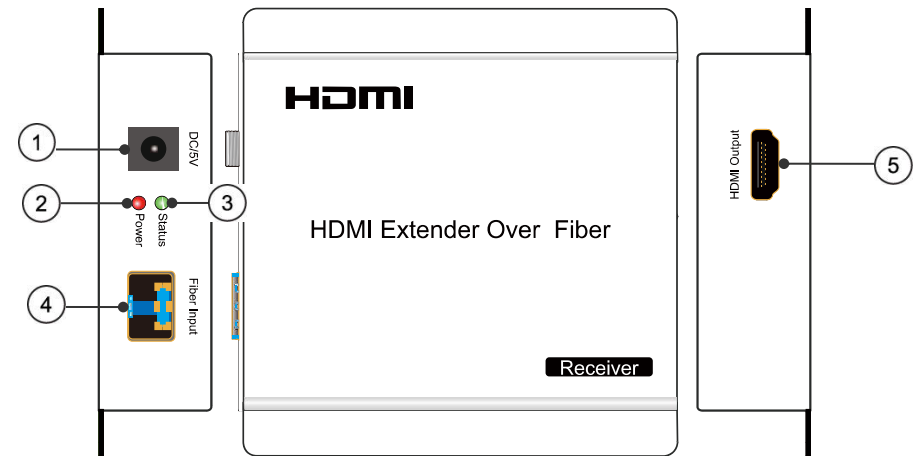 HDMI
1
DC/5V
2
3
Power
Status
4
Fiber Input
HDMI Extender Over Fiber
Receiver
HDMI Output
5